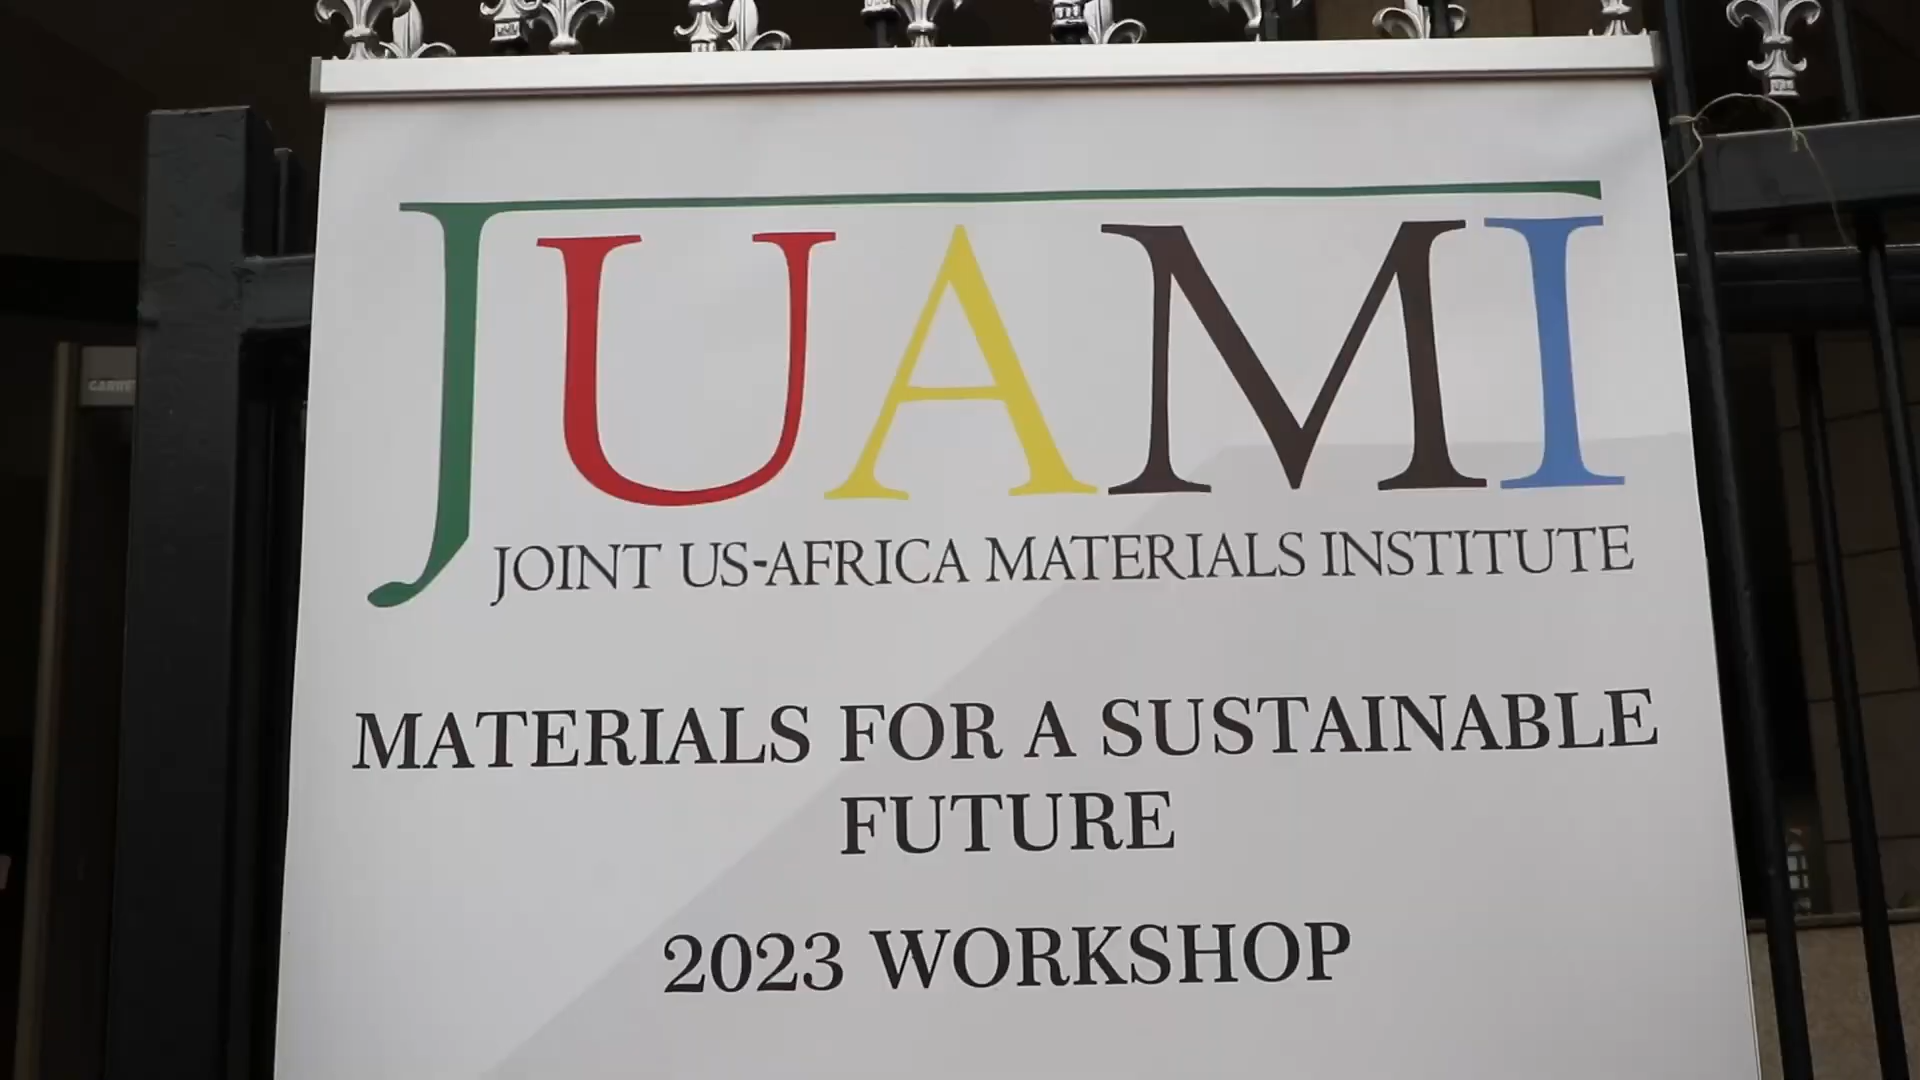 JUAMI
JOINT US-AFRICA MATERIALS INSTITUTE
MATERIALS FOR A SUSTAINABLE
FUTURE
2023 WORKSHOP